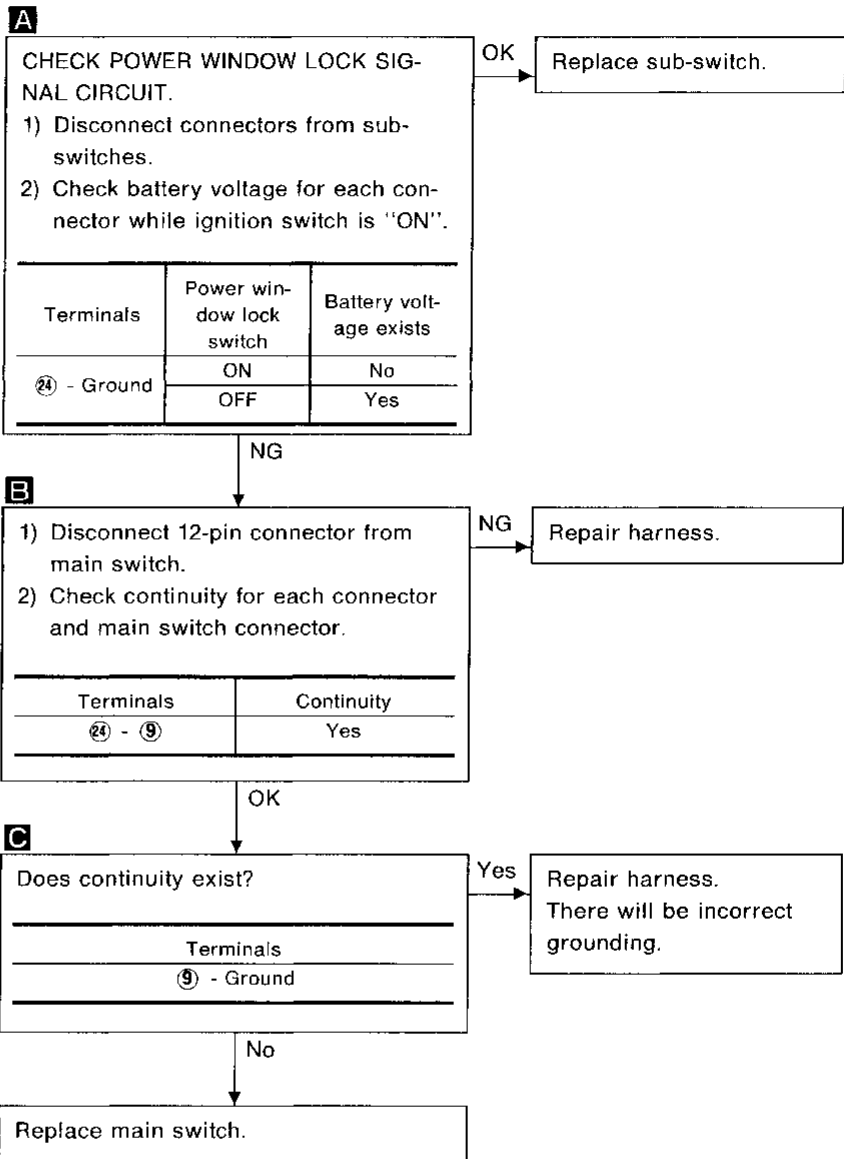 A
CHECK POWER WINDOW LOCK SIG-
NAL CIRCUIT.
1) Disconnect connectors from sub-
switches.
2) Check battery voltage for each con-
nector while ignition switch is "ON".
Terminals
Power win-
dow lock
switch
Battery volt-
age exists
㉔ - Ground
ON
No
OFF
Yes
OK
Replace sub-switch.
NG
B
1) Disconnect 12-pin connector from
main switch.
2) Check continuity for each connector
and main switch connector.
Terminals
Continuity
㉔ - ⑨
Yes
NG
Repair harness.
OK
C
Does continuity exist?
Terminals
⑨ - Ground
Yes
Repair harness.
There will be incorrect
grounding.
No
Replace main switch.